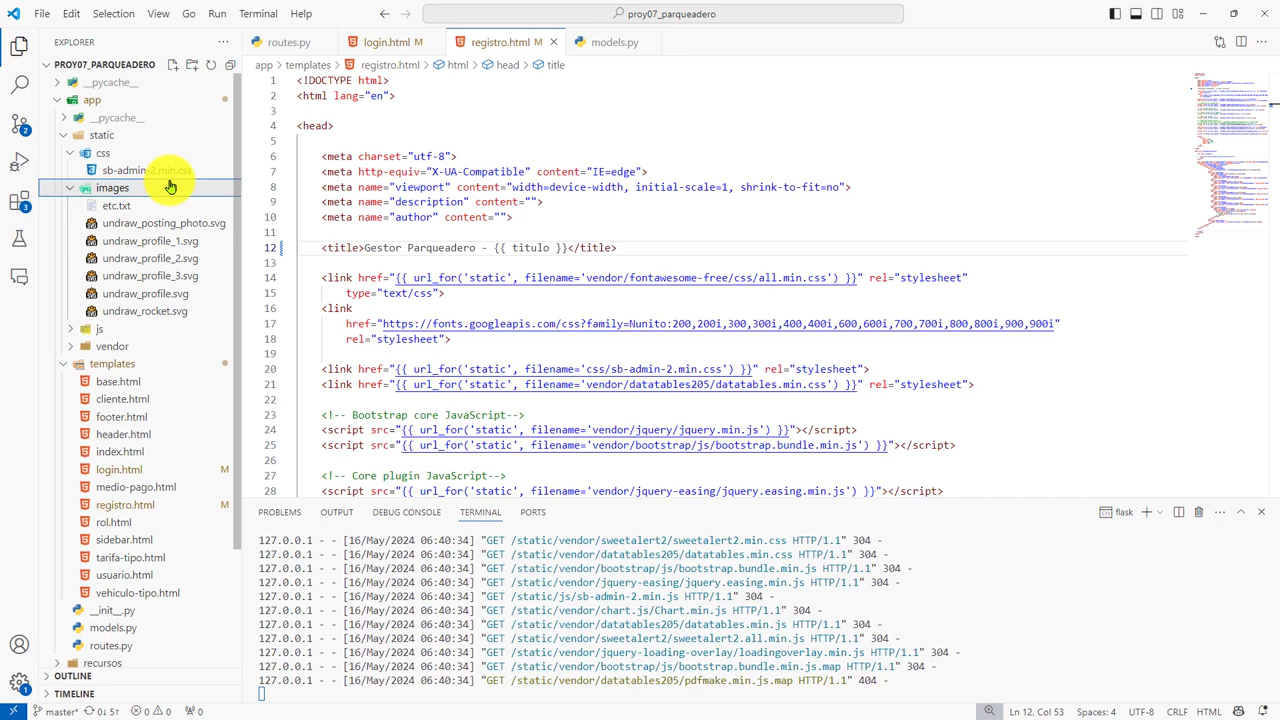 File Edit Selection View Go Run Terminal Help
proy07_parqueadero
EXPLORER
PROY07_PARQUEADERO
__pycache__
app
static
css
sb-admin-2.min.css
images
etc.txt
undraw_posting_photo.svg
undraw_profile_1.svg
undraw_profile_2.svg
undraw_profile_3.svg
undraw_profile.svg
undraw_rocket.svg
js
vendor
templates
base.html
cliente.html
footer.html
header.html
index.html
login.html M
medio-pago.html
registro.html M
rol.html
sidebar.html
tarifa-tipo.html
usuario.html
vehiculo-tipo.html
__init__.py
models.py
routes.py
recursos
OUTLINE
TIMELINE
routes.py login.html M registro.html M models.py
app > templates > registro.html > html > head > title
1 <!DOCTYPE html>
2 <html lang="en">
3
4 <head>
5
6 <meta charset="utf-8">
7 <meta http-equiv="X-UA-Compatible" content="IE=edge">
8 <meta name="viewport" content="width=device-width, initial-scale=1, shrink-to-fit=no">
9 <meta name="description" content="">
10 <meta name="author" content="">
11
12 <title>Gestor Parqueadero - {{ titulo }}</title>
13
14 <link href="{{ url_for('static', filename='vendor/fontawesome-free/css/all.min.css') }}" rel="stylesheet"
15 type="text/css">
16 <link
17 href="https://fonts.googleapis.com/css?family=Nunito:200,200i,300,300i,400,400i,600,600i,700,700i,800,800i,900,900i"
18 rel="stylesheet">
19
20 <link href="{{ url_for('static', filename='css/sb-admin-2.min.css') }}" rel="stylesheet">
21 <link href="{{ url_for('static', filename='vendor/datatables205/datatables.min.css') }}" rel="stylesheet">
22
23 <!-- Bootstrap core JavaScript-->
24 <script src="{{ url_for('static', filename='vendor/jquery/jquery.min.js') }}"></script>
25 <script src="{{ url_for('static', filename='vendor/bootstrap/js/bootstrap.bundle.min.js') }}"></script>
26
27 <!-- Core plugin JavaScript-->
28 <script src="{{ url_for('static', filename='vendor/jquery-easing/jquery.easing.min.js') }}"></script>
PROBLEMS OUTPUT DEBUG CONSOLE TERMINAL PORTS
flask
127.0.0.1 - - [16/May/2024 06:40:34] "GET /static/vendor/sweetalert2/sweetalert2.min.css HTTP/1.1" 304 -
127.0.0.1 - - [16/May/2024 06:40:34] "GET /static/vendor/datatables205/datatables.min.css HTTP/1.1" 304 -
127.0.0.1 - - [16/May/2024 06:40:34] "GET /static/vendor/bootstrap/js/bootstrap.bundle.min.js HTTP/1.1" 304 -
127.0.0.1 - - [16/May/2024 06:40:34] "GET /static/vendor/jquery-easing/jquery.easing.min.js HTTP/1.1" 304 -
127.0.0.1 - - [16/May/2024 06:40:34] "GET /static/js/sb-admin-2.min.js HTTP/1.1" 304 -
127.0.0.1 - - [16/May/2024 06:40:34] "GET /static/vendor/chart.js/Chart.min.js HTTP/1.1" 304 -
127.0.0.1 - - [16/May/2024 06:40:34] "GET /static/vendor/datatables205/datatables.min.js HTTP/1.1" 304 -
127.0.0.1 - - [16/May/2024 06:40:34] "GET /static/vendor/sweetalert2/sweetalert2.all.min.js HTTP/1.1" 304 -
127.0.0.1 - - [16/May/2024 06:40:34] "GET /static/vendor/jquery-loading-overlay/loadingoverlay.min.js HTTP/1.1" 304 -
127.0.0.1 - - [16/May/2024 06:40:34] "GET /static/vendor/bootstrap/js/bootstrap.bundle.min.js.map HTTP/1.1" 304 -
127.0.0.1 - - [16/May/2024 06:40:34] "GET /static/vendor/datatables205/pdfmake.min.js.map HTTP/1.1" 404 -
master* 0↓ 5↑ 0 0 0 Ln 12, Col 53 Spaces: 4 UTF-8 CRLF HTML